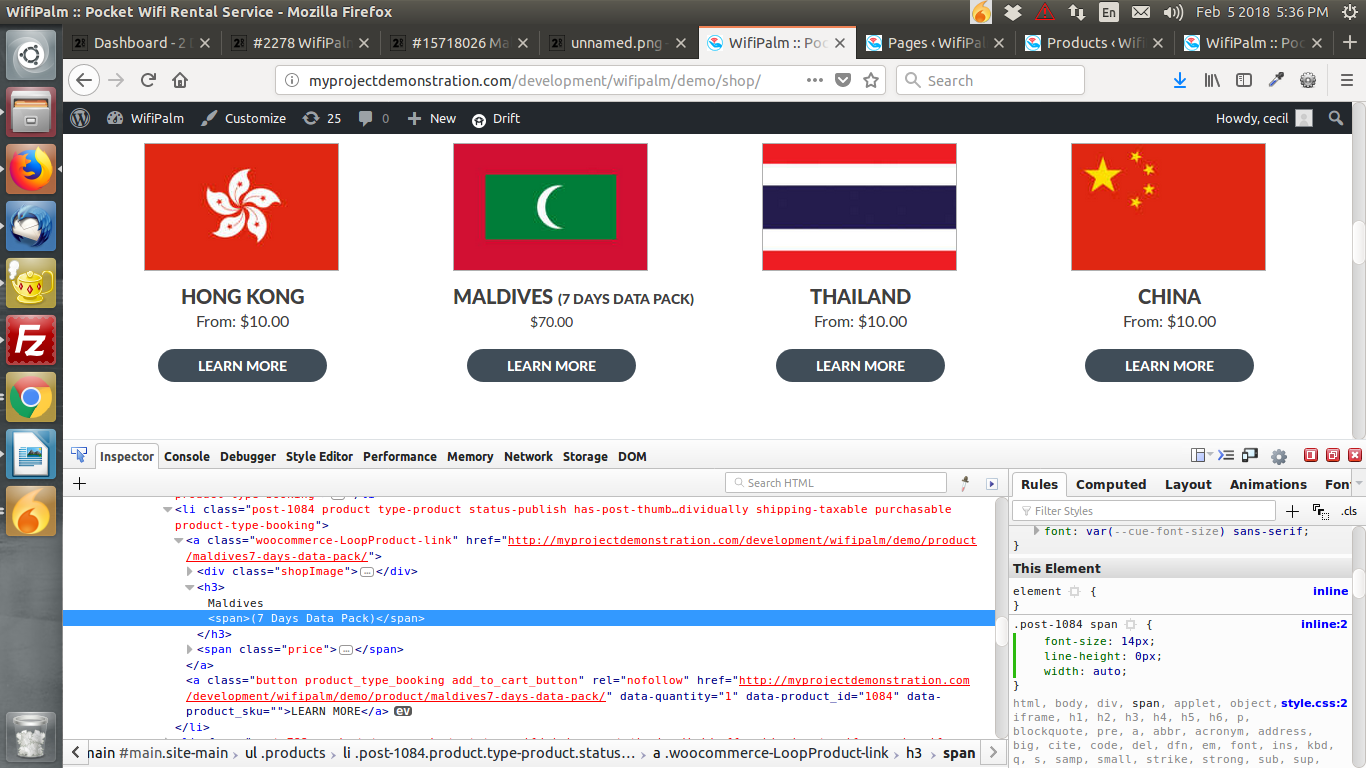 WifiPalm :: Pocket Wifi Rental Service - Mozilla Firefox
En
Feb 5 2018 5:36 PM
Dashboard - 2
#2278 WifiPal
#15718026 Ma
unnamed.png -
WifiPalm :: Poc
Pages ‹ WifiPal
Products ‹ Wifi
WifiPalm :: Po
myprojectdemonstration.com/development/wifipalm/demo/shop/
Search
WifiPalm
Customize
25
0
New
Drift
Howdy, cecil
HONG KONG
From: $10.00
LEARN MORE
MALDIVES (7 DAYS DATA PACK)
$70.00
LEARN MORE
THAILAND
From: $10.00
LEARN MORE
CHINA
From: $10.00
LEARN MORE
Inspector Console Debugger Style Editor Performance Memory Network Storage DOM
Search HTML
<li class="post-1084 product type-product status-publish has-post-thumb…dividually shipping-taxable purchasable
product-type-booking">
<a class="woocommerce-LoopProduct-link" href="http://myprojectdemonstration.com/development/wifipalm/demo/product
/maldives7-days-data-pack/">
<div class="shopImage">…</div>
<h3>
Maldives
<span>(7 Days Data Pack)</span>
</h3>
<span class="price">…</span>
</a>
<a class="button product_type_booking add_to_cart_button" rel="nofollow" href="http://myprojectdemonstration.com
/development/wifipalm/demo/product/maldives7-days-data-pack/" data-quantity="1" data-product_id="1084" data-
product_sku="">LEARN MORE</a> ev
</li>
main #main.site-main › ul .products › li .post-1084.product.type-product.status… › a .woocommerce-LoopProduct-link › h3 › span
Rules Computed Layout Animations Fon
Filter Styles
.cls
font: var(--cue-font-size) sans-serif;
}
This Element
element { inline
}
.post-1084 span { inline:2
font-size: 14px;
line-height: 0px;
width: auto;
}
html, body, div, span, applet, object, style.css:2
iframe, h1, h2, h3, h4, h5, h6, p,
blockquote, pre, a, abbr, acronym, address,
big, cite, code, del, dfn, em, font, ins, kbd,
q, s, samp, small, strike, strong, sub, sup,